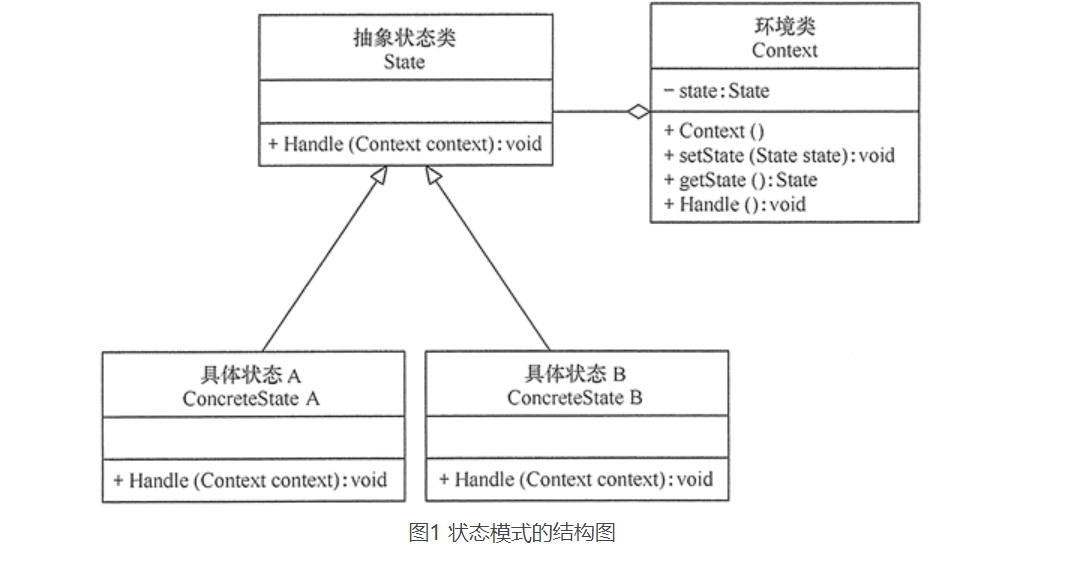 抽象状态类
State
+ Handle (Context context) : void
环境类
Context
- state : State
+ Context ()
+ setState (State state) : void
+ getState () : State
+ Handle () : void
具体状态 A
ConcreteState A
+ Handle (Context context) : void
具体状态 B
ConcreteState B
+ Handle (Context context) : void
图1 状态模式的结构图